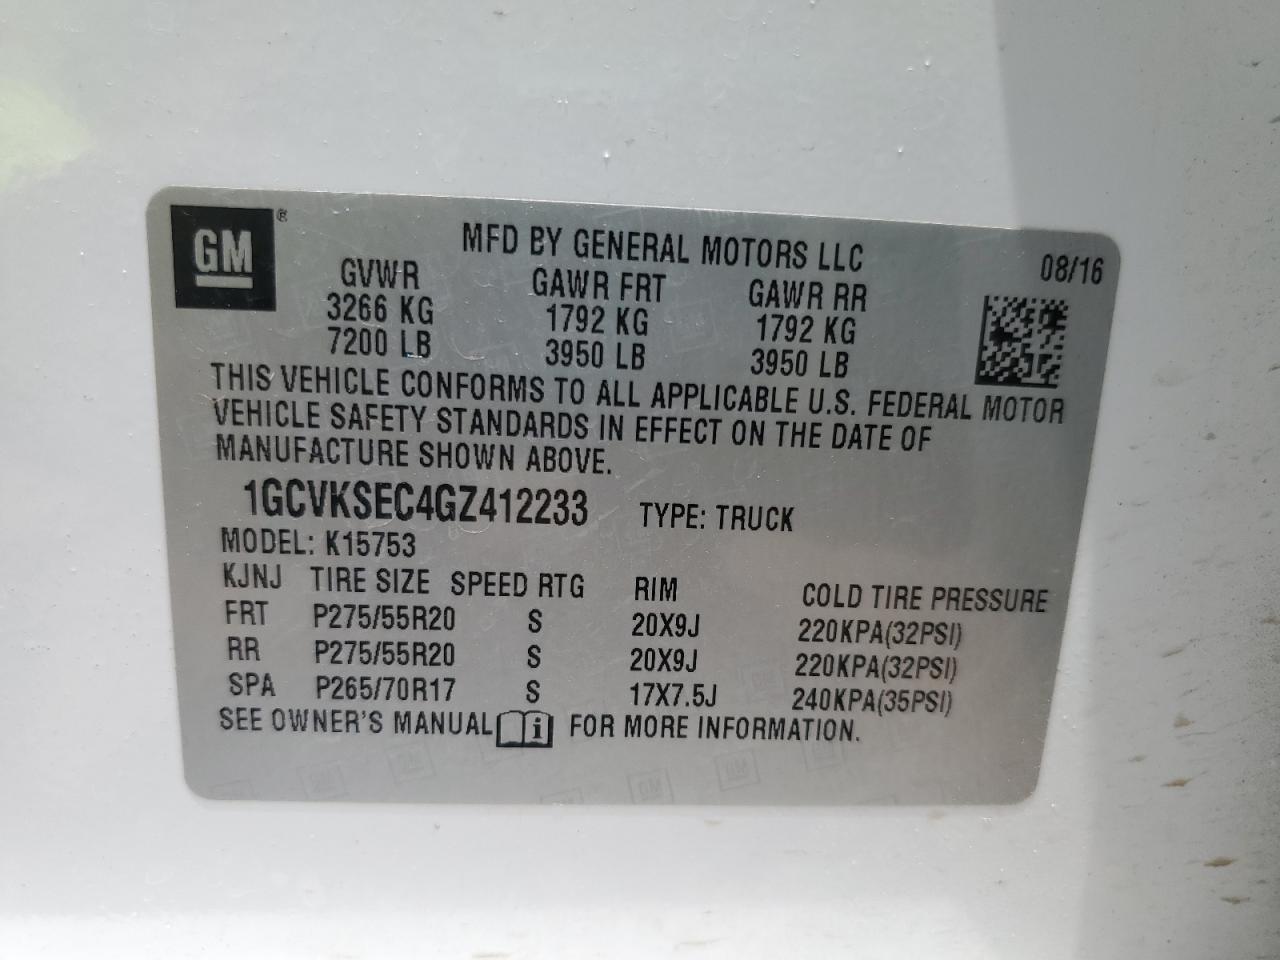 GM ®
MFD BY GENERAL MOTORS LLC 08/16
GVWR GAWR FRT GAWR RR
3266 KG 1792 KG 1792 KG
7200 LB 3950 LB 3950 LB
THIS VEHICLE CONFORMS TO ALL APPLICABLE U.S. FEDERAL MOTOR
VEHICLE SAFETY STANDARDS IN EFFECT ON THE DATE OF
MANUFACTURE SHOWN ABOVE.
1GCVKSEC4GZ412233 TYPE: TRUCK
MODEL: K15753
KJNJ TIRE SIZE SPEED RTG RIM COLD TIRE PRESSURE
FRT P275/55R20 S 20X9J 220KPA(32PSI)
RR P275/55R20 S 20X9J 220KPA(32PSI)
SPA P265/70R17 S 17X7.5J 240KPA(35PSI)
SEE OWNER'S MANUAL i FOR MORE INFORMATION.